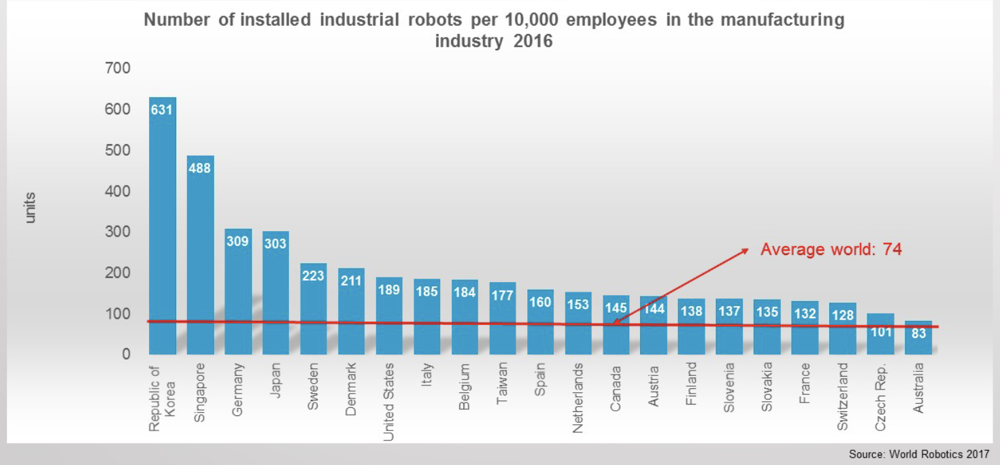 Number of installed industrial robots per 10,000 employees in the manufacturing
industry 2016
units
700
600
500
400
300
200
100
0
631
488
309
303
223
211
189
185
184
177
160
153
145
144
138
137
135
132
128
101
83
Average world: 74
Republic of
Korea
Singapore
Germany
Japan
Sweden
Denmark
United States
Italy
Belgium
Taiwan
Spain
Netherlands
Canada
Austria
Finland
Slovenia
Slovakia
France
Switzerland
Czech Rep.
Australia
Source: World Robotics 2017